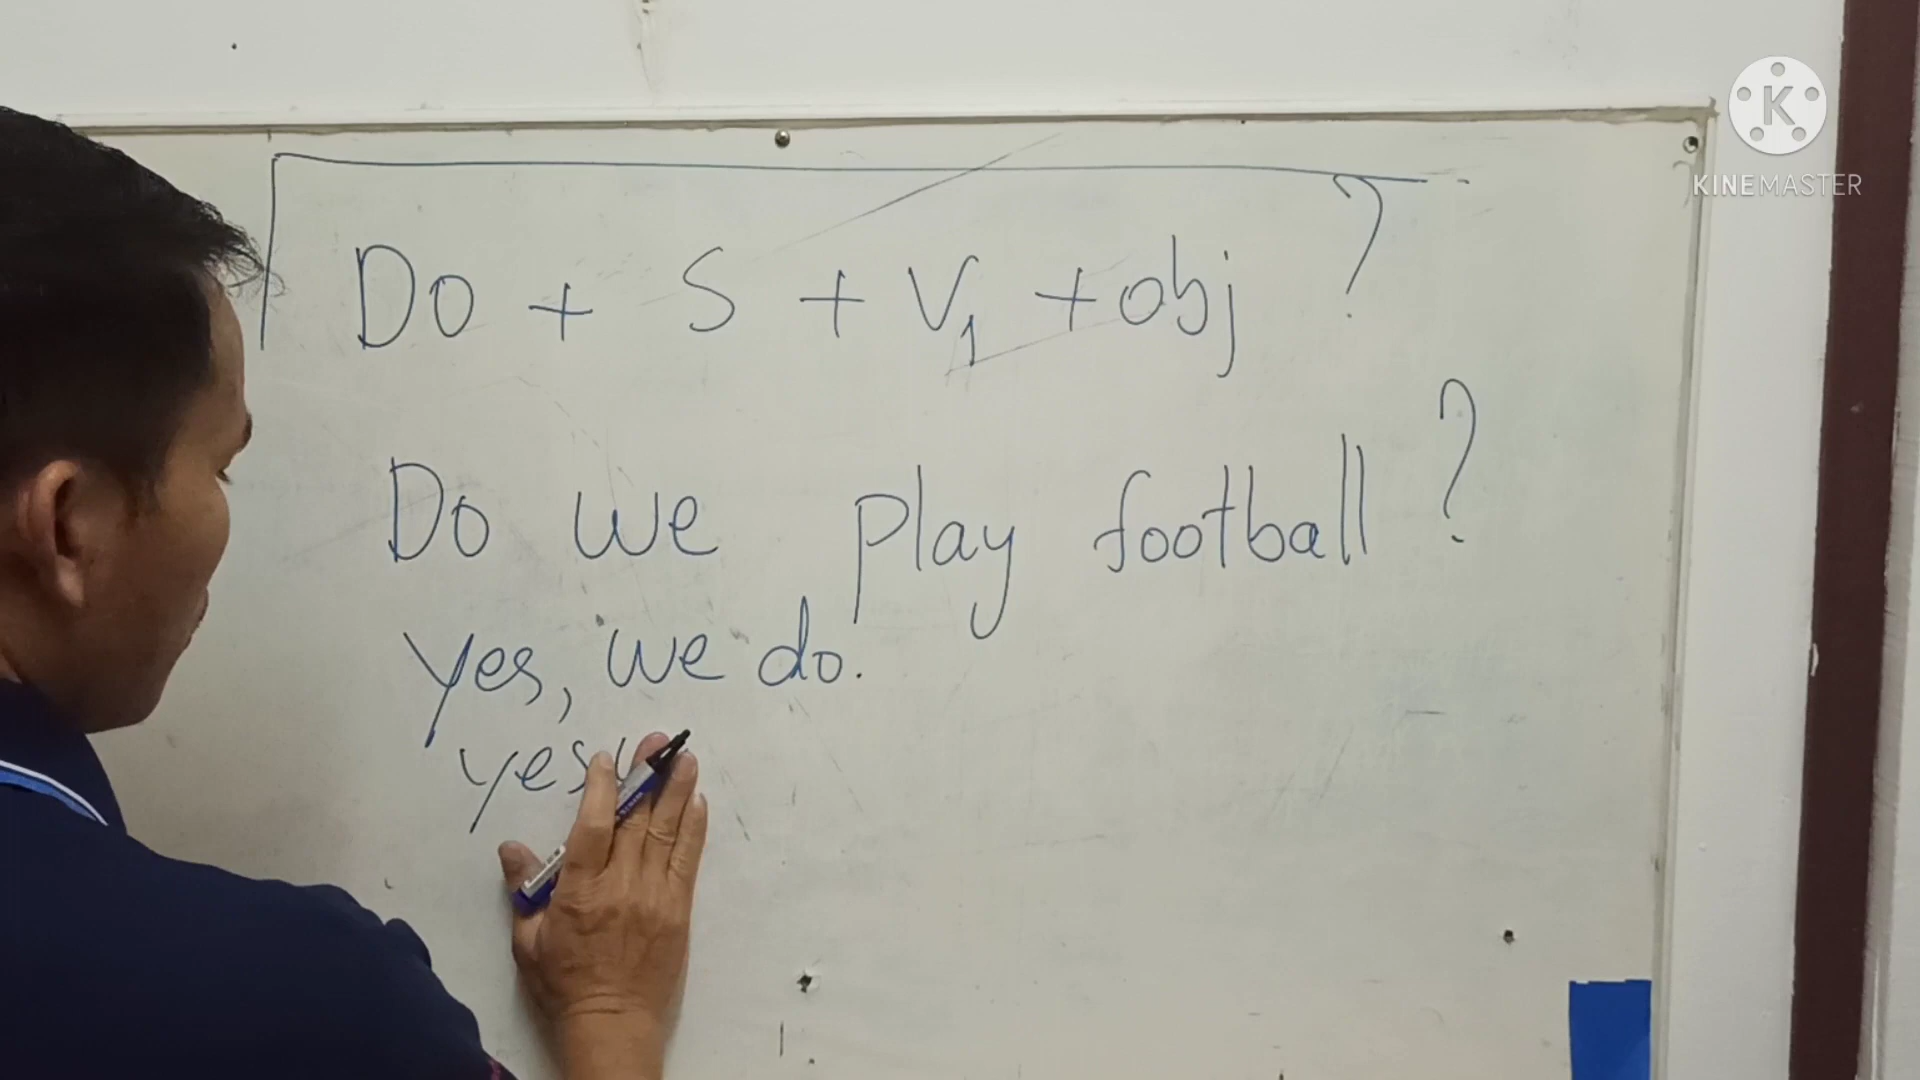 K
KINEMASTER
Do + S + V1 + obj ?
Do we play football ?
yes, we do.
yes